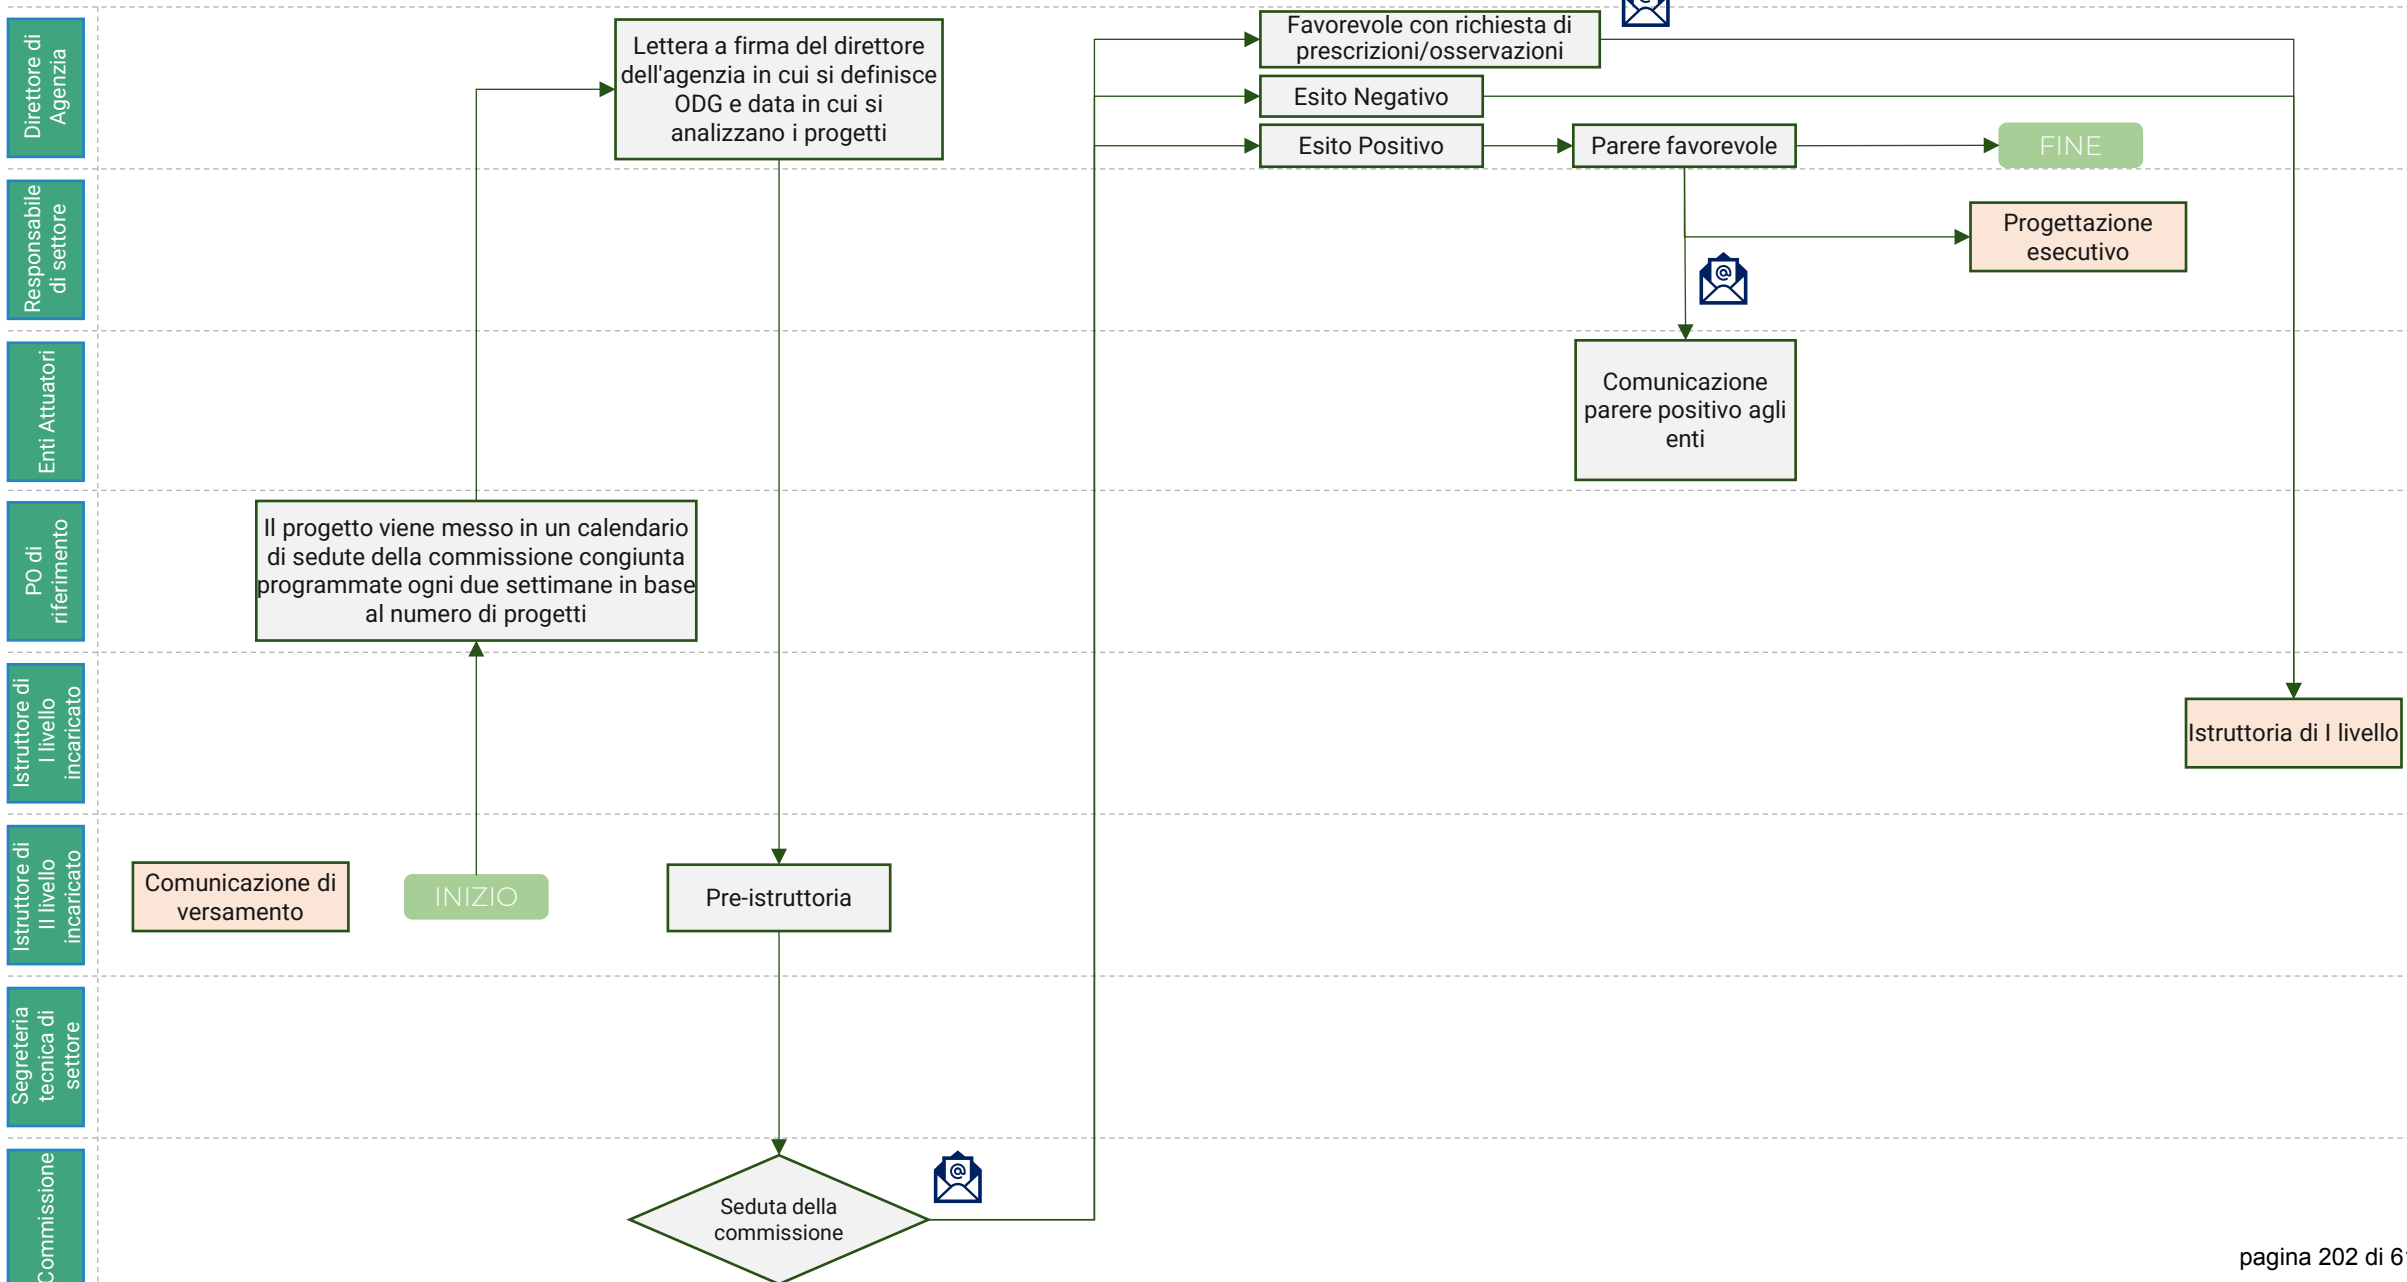 Direttore di
Agenzia
Lettera a firma del direttore
dell'agenzia in cui si definisce
ODG e data in cui si
analizzano i progetti
Favorevole con richiesta di
prescrizioni/osservazioni
Esito Negativo
Esito Positivo
Parere favorevole
FINE
Responsabile
di settore
Progettazione
esecutivo
@
Enti Attuatori
Comunicazione
parere positivo agli
enti
PO di
riferimento
Il progetto viene messo in un calendario
di sedute della commissione congiunta
programmate ogni due settimane in base
al numero di progetti
Istruttore di
I livello
incaricato
Istruttoria di I livello
Istruttore di
II livello
incaricato
Comunicazione di
versamento
INIZIO
Pre-istruttoria
Segreteria
tecnica di
settore
Commissione
@
Seduta della
commissione
pagina 202 di 6